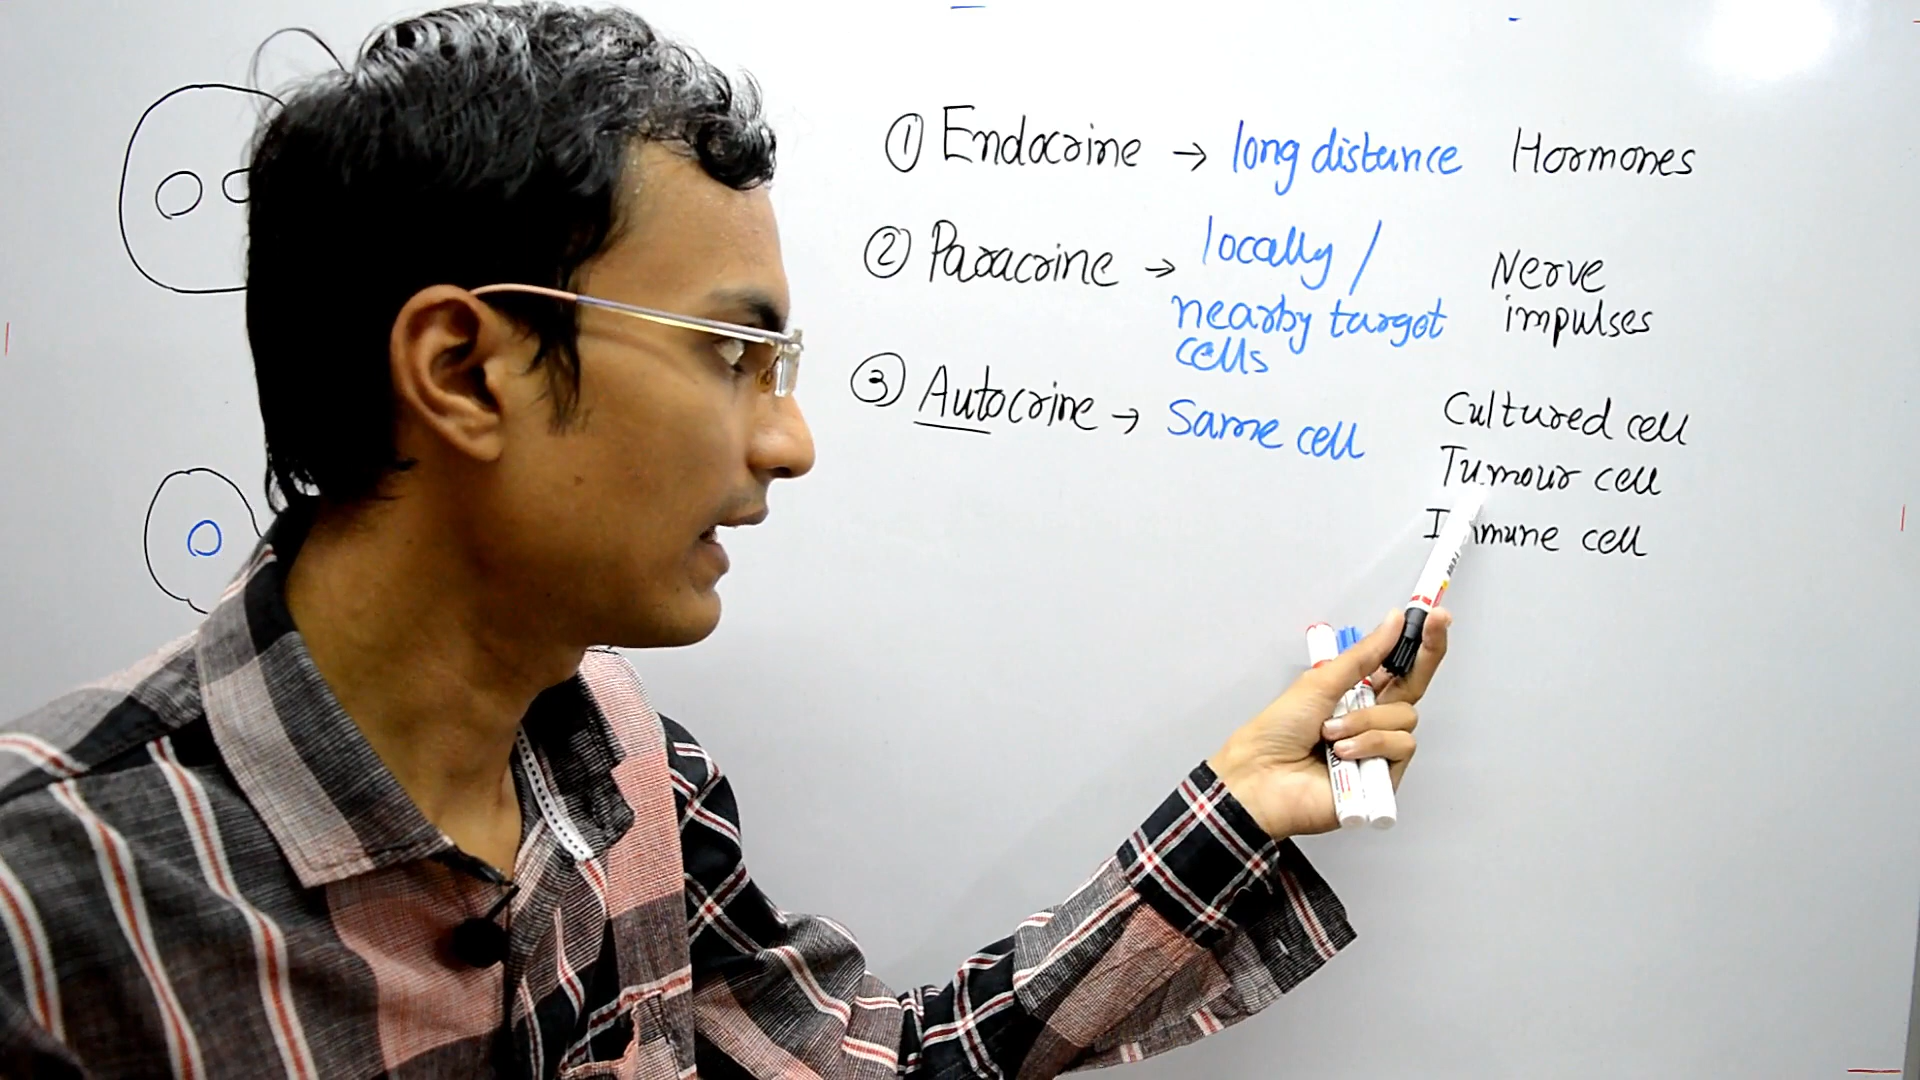 ① Endocrine → long distance Hormones
② Paracrine → locally /
nearby target
cells
Nerve
impulses
③ Autocrine → Same cell
Cultured cell
Tumour cell
Immune cell